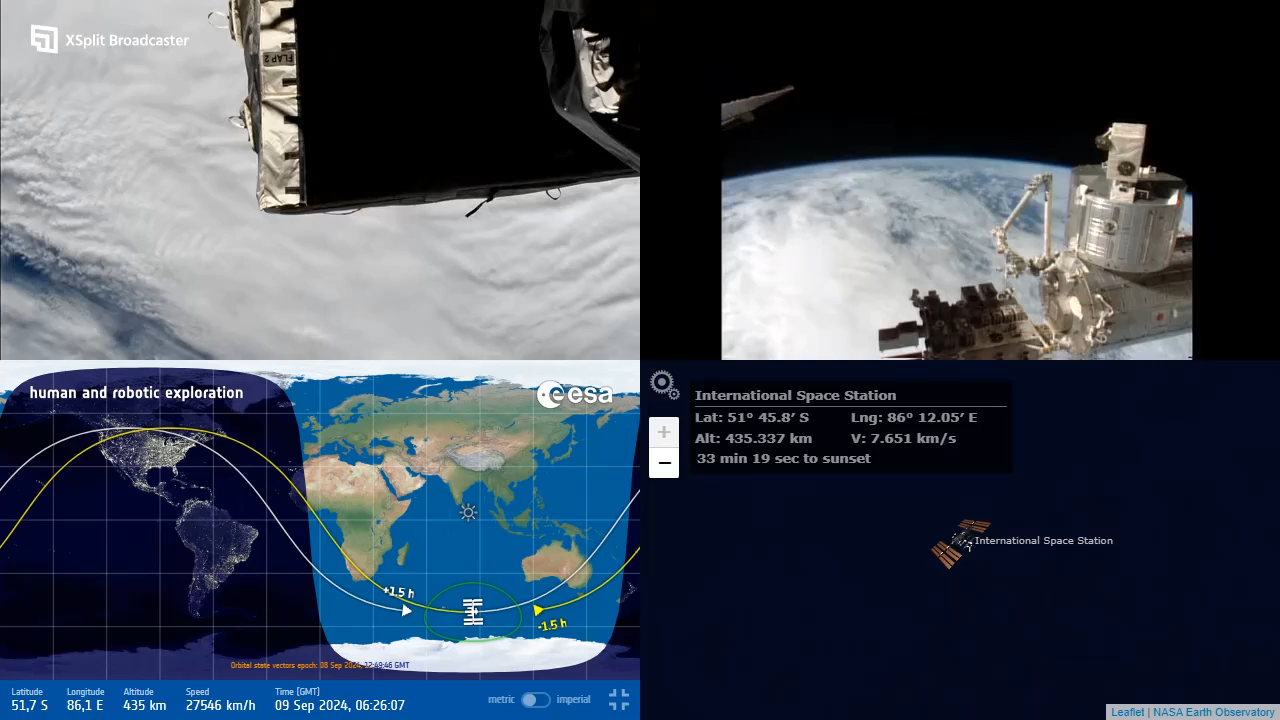 XSplit Broadcaster
FLAP 2
human and robotic exploration
esa
+1.5 h
-1.5 h
Orbital state vectors epoch: 08 Sep 2024, 12:49:46 GMT
Latitude Longitude Altitude Speed Time (GMT)
51,7 S 86,1 E 435 km 27546 km/h 09 Sep 2024, 06:26:07
metric imperial
International Space Station
Lat: 51° 45.8′ S Lng: 86° 12.05′ E
Alt: 435.337 km V: 7.651 km/s
33 min 19 sec to sunset
+
−
International Space Station
Leaflet | NASA Earth Observatory